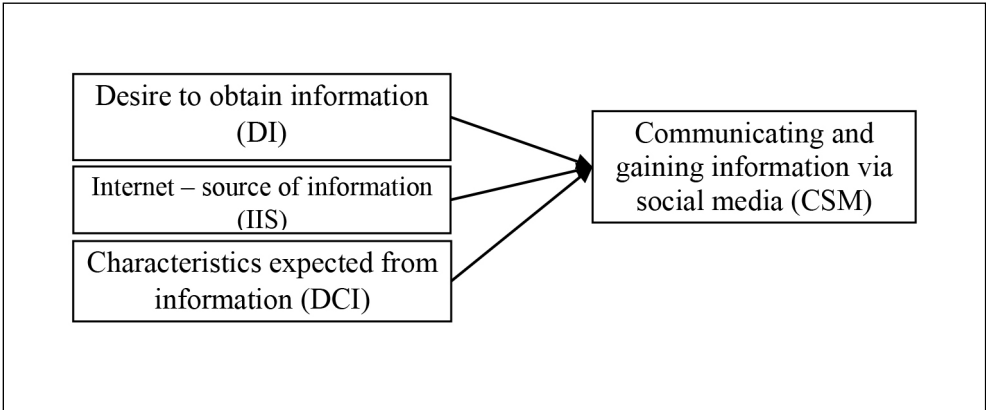 Desire to obtain information
(DI)
Internet – source of information
(IIS)
Characteristics expected from
information (DCI)
Communicating and
gaining information via
social media (CSM)